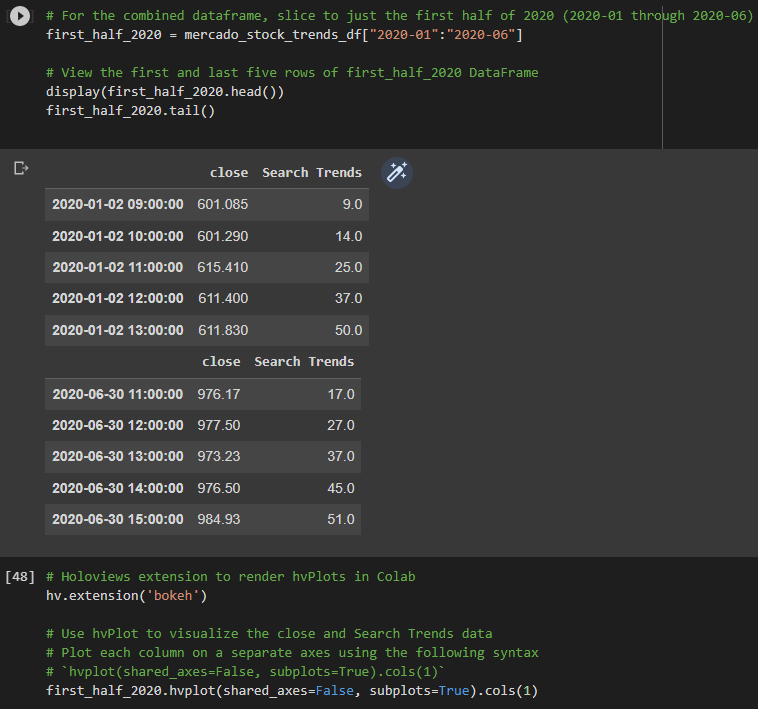 # For the combined dataframe, slice to just the first half of 2020 (2020-01 through 2020-06)
first_half_2020 = mercado_stock_trends_df["2020-01":"2020-06"]
# View the first and last five rows of first_half_2020 DataFrame
display(first_half_2020.head())
first_half_2020.tail()
close Search Trends
2020-01-02 09:00:00 601.085 9.0
2020-01-02 10:00:00 601.290 14.0
2020-01-02 11:00:00 615.410 25.0
2020-01-02 12:00:00 611.400 37.0
2020-01-02 13:00:00 611.830 50.0
close Search Trends
2020-06-30 11:00:00 976.17 17.0
2020-06-30 12:00:00 977.50 27.0
2020-06-30 13:00:00 973.23 37.0
2020-06-30 14:00:00 976.50 45.0
2020-06-30 15:00:00 984.93 51.0
[48] # Holoviews extension to render hvPlots in Colab
hv.extension('bokeh')
# Use hvPlot to visualize the close and Search Trends data
# Plot each column on a separate axes using the following syntax
# `hvplot(shared_axes=False, subplots=True).cols(1)`
first_half_2020.hvplot(shared_axes=False, subplots=True).cols(1)